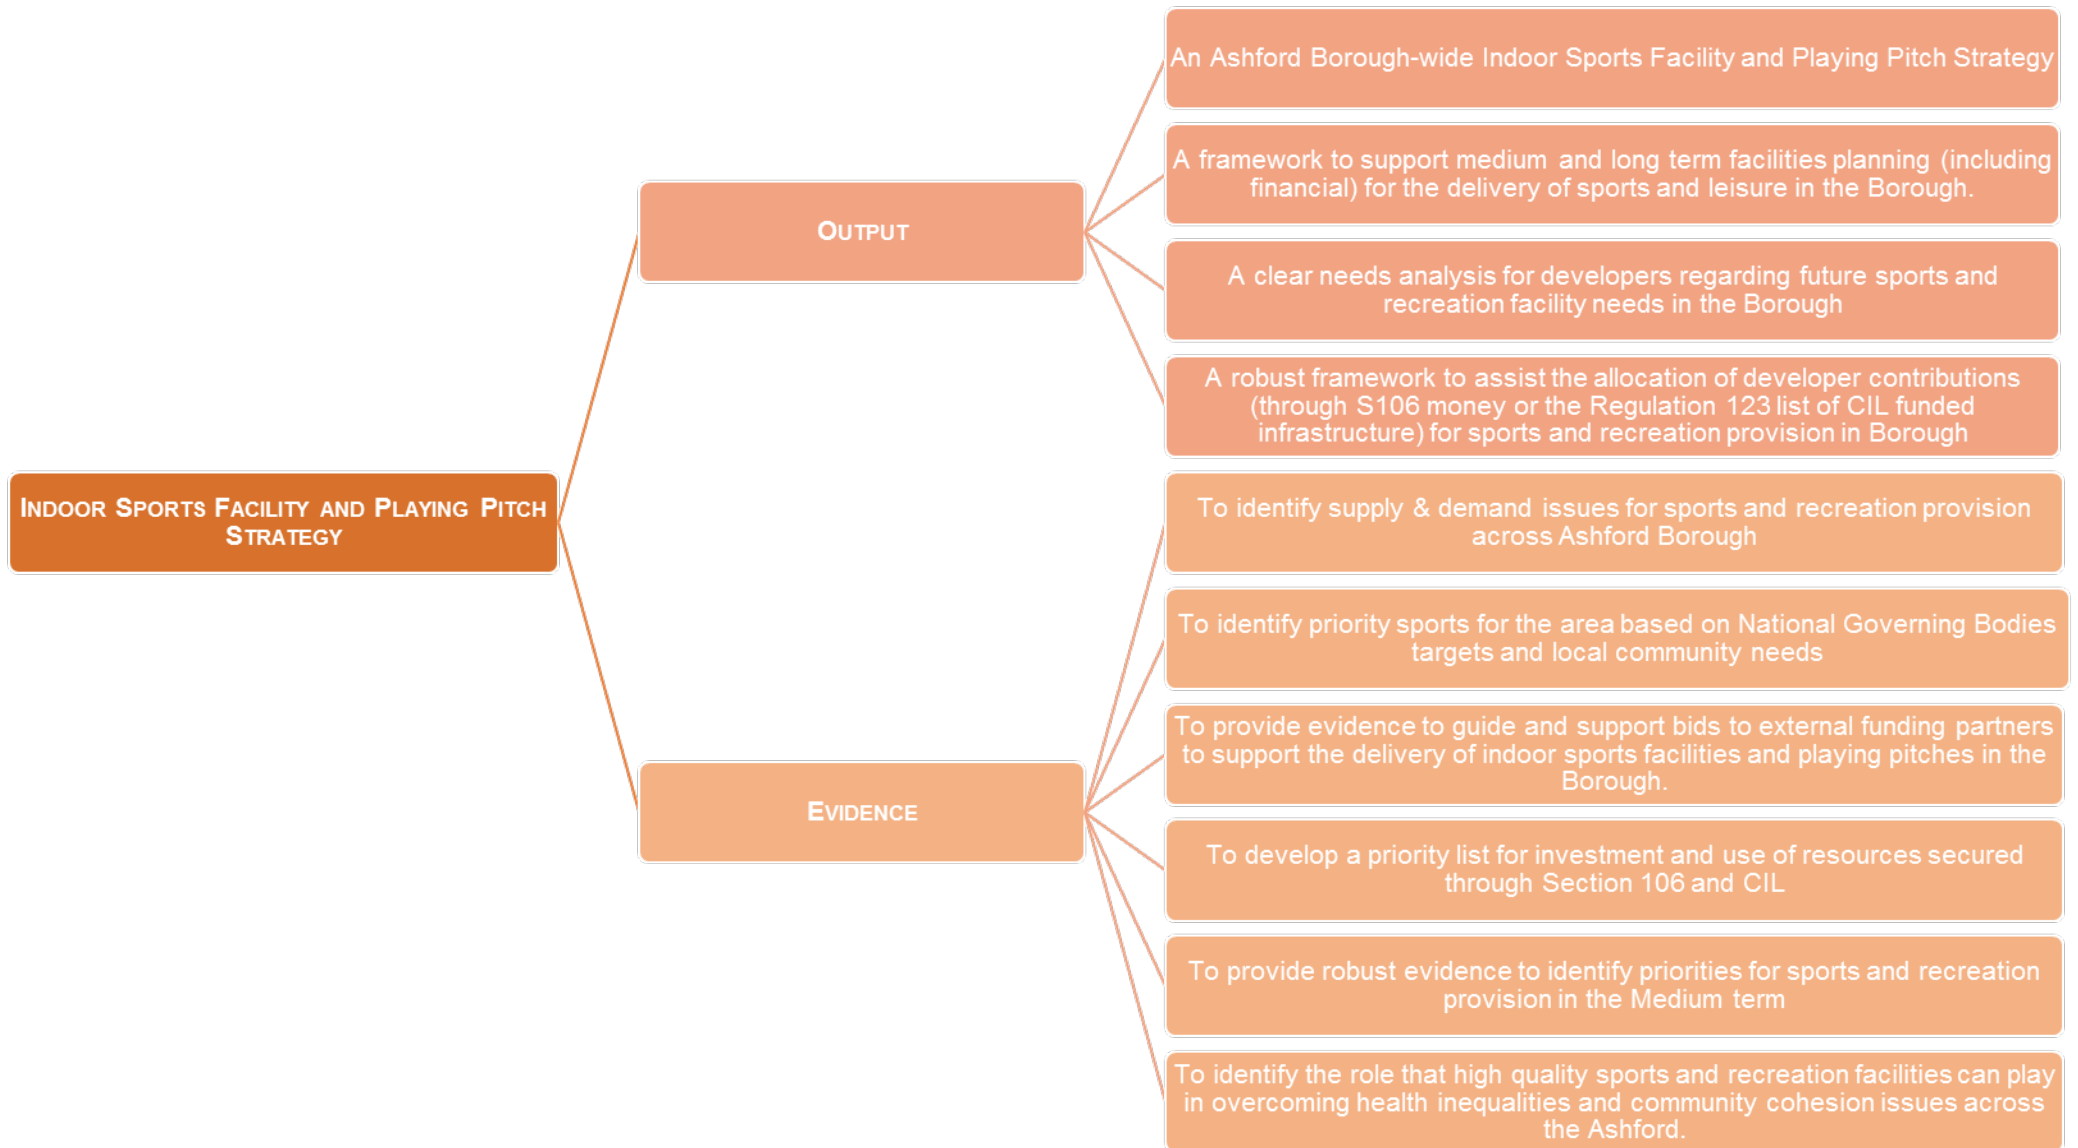 INDOOR SPORTS FACILITY AND PLAYING PITCH
STRATEGY
OUTPUT
An Ashford Borough-wide Indoor Sports Facility and Playing Pitch Strategy
A framework to support medium and long term facilities planning (including
financial) for the delivery of sports and leisure in the Borough.
A clear needs analysis for developers regarding future sports and
recreation facility needs in the Borough
A robust framework to assist the allocation of developer contributions
(through S106 money or the Regulation 123 list of CIL funded
infrastructure) for sports and recreation provision in Borough
EVIDENCE
To identify supply & demand issues for sports and recreation provision
across Ashford Borough
To identify priority sports for the area based on National Governing Bodies
targets and local community needs
To provide evidence to guide and support bids to external funding partners
to support the delivery of indoor sports facilities and playing pitches in the
Borough.
To develop a priority list for investment and use of resources secured
through Section 106 and CIL
To provide robust evidence to identify priorities for sports and recreation
provision in the Medium term
To identify the role that high quality sports and recreation facilities can play
in overcoming health inequalities and community cohesion issues across
the Ashford.